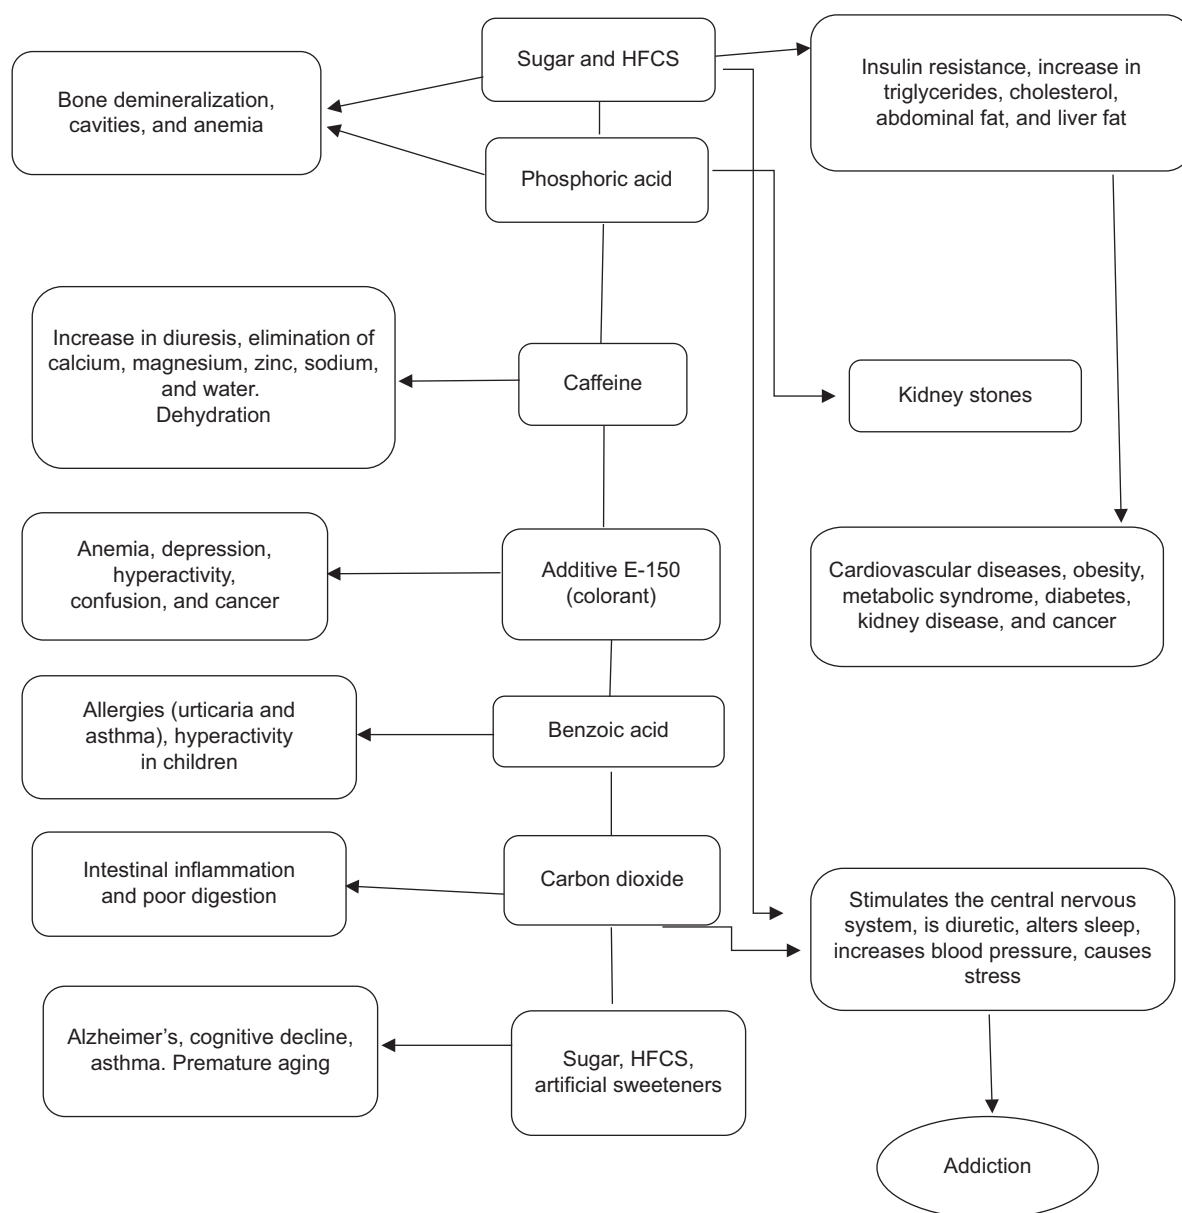 Sugar and HFCS
Bone demineralization,
cavities, and anemia
Insulin resistance, increase in
triglycerides, cholesterol,
abdominal fat, and liver fat
Phosphoric acid
Increase in diuresis, elimination of
calcium, magnesium, zinc, sodium,
and water.
Dehydration
Caffeine
Kidney stones
Anemia, depression,
hyperactivity,
confusion, and cancer
Additive E-150
(colorant)
Cardiovascular diseases, obesity,
metabolic syndrome, diabetes,
kidney disease, and cancer
Allergies (urticaria and
asthma), hyperactivity
in children
Benzoic acid
Intestinal inflammation
and poor digestion
Carbon dioxide
Stimulates the central nervous
system, is diuretic, alters sleep,
increases blood pressure, causes
stress
Alzheimer’s, cognitive decline,
asthma. Premature aging
Sugar, HFCS,
artificial sweeteners
Addiction